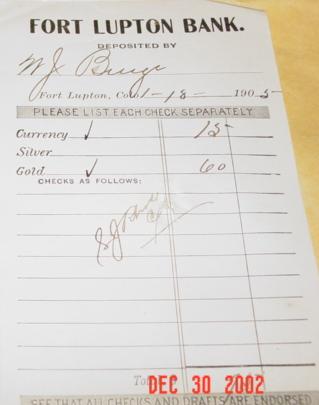 FORT LUPTON BANK.
DEPOSITED BY
W J
Fort Lupton, Colo 1-18- 1905
PLEASE LIST EACH CHECK SEPARATELY
Currency 15
Silver
Gold 60
CHECKS AS FOLLOWS:
DEC 30 2002
SEE THAT ALL CHECKS AND DRAFTS ARE ENDORSED